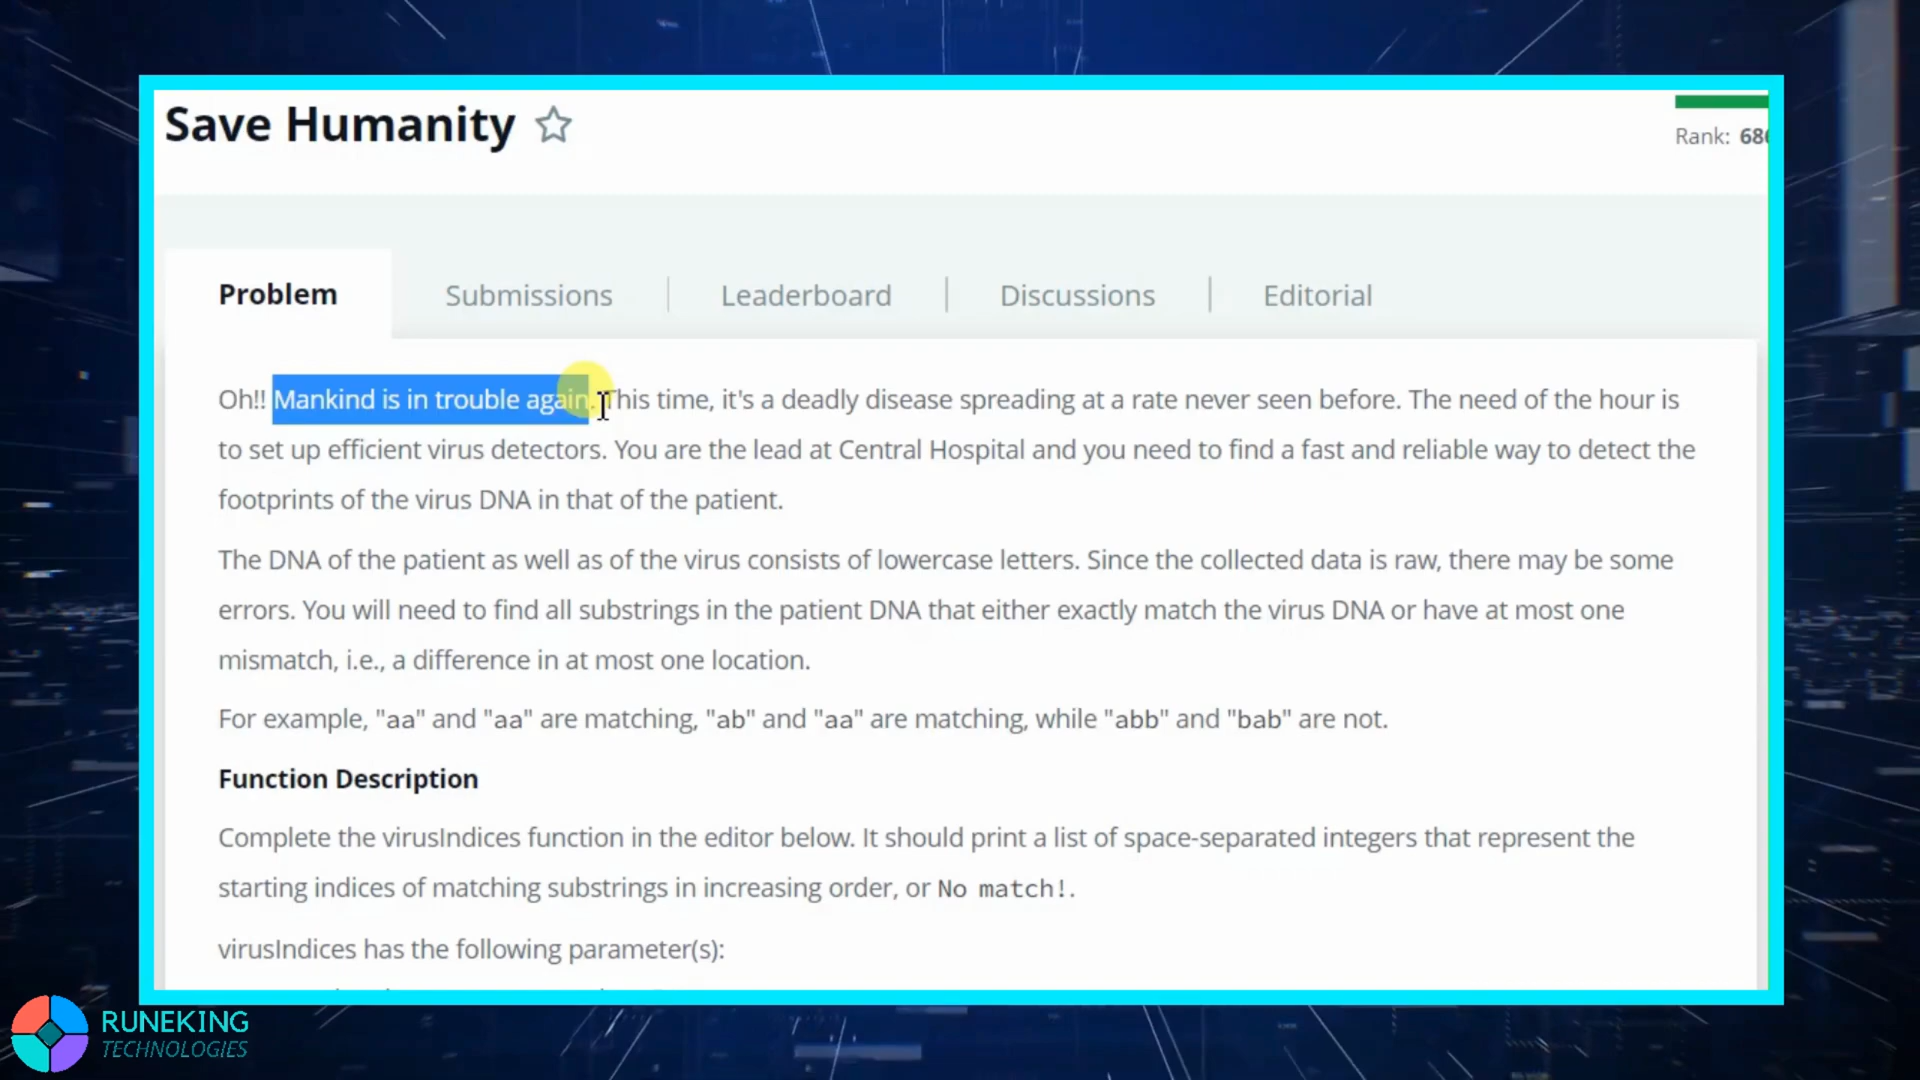 Save Humanity
Rank: 686
Problem
Submissions
Leaderboard
Discussions
Editorial
Oh!! Mankind is in trouble again. This time, it's a deadly disease spreading at a rate never seen before. The need of the hour is
to set up efficient virus detectors. You are the lead at Central Hospital and you need to find a fast and reliable way to detect the
footprints of the virus DNA in that of the patient.
The DNA of the patient as well as of the virus consists of lowercase letters. Since the collected data is raw, there may be some
errors. You will need to find all substrings in the patient DNA that either exactly match the virus DNA or have at most one
mismatch, i.e., a difference in at most one location.
For example, "aa" and "aa" are matching, "ab" and "aa" are matching, while "abb" and "bab" are not.
Function Description
Complete the virusIndices function in the editor below. It should print a list of space-separated integers that represent the
starting indices of matching substrings in increasing order, or No match!.
virusIndices has the following parameter(s):
RUNEKING
TECHNOLOGIES